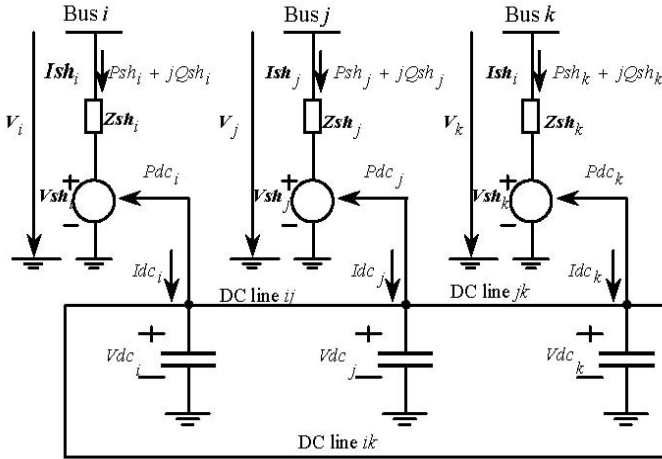 Bus i Bus j Bus k
Ish_i Psh_i + jQsh_i Ish_j Psh_j + jQsh_j Ish_i Psh_k + jQsh_k
V_i Zsh_i V_j Zsh_j V_k Zsh_k
Pdc_i Pdc_j Pdc_k
+ Vsh_i − + Vsh_j − + Vsh_k −
Idc_i Idc_j Idc_k
DC line ij DC line jk
+ + +
Vdc_i Vdc_j Vdc_k
− − −
DC line ik